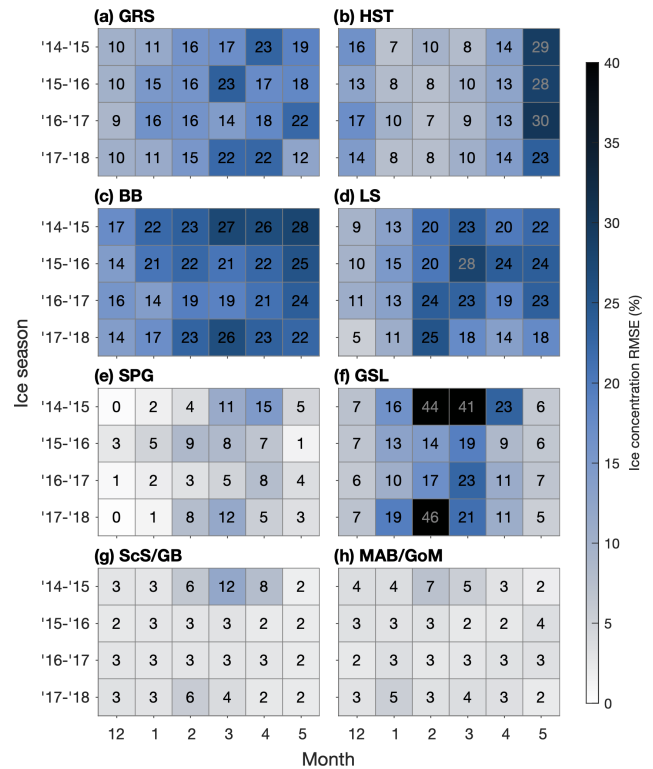 (a) GRS
(b) HST
'14-'15 10 11 16 17 23 19 16 7 10 8 14 29
'15-'16 10 15 16 23 17 18 13 8 8 10 13 28
'16-'17 9 16 16 14 18 22 17 10 7 9 13 30
'17-'18 10 11 15 22 22 12 14 8 8 10 14 23
(c) BB
(d) LS
'14-'15 17 22 23 27 26 28 9 13 20 23 20 22
'15-'16 14 21 22 21 22 25 10 15 20 28 24 24
'16-'17 16 14 19 19 21 24 11 13 24 23 19 23
'17-'18 14 17 23 26 23 22 5 11 25 18 14 18
(e) SPG
(f) GSL
'14-'15 0 2 4 11 15 5 7 16 44 41 23 6
'15-'16 3 5 9 8 7 1 7 13 14 19 9 6
'16-'17 1 2 3 5 8 4 6 10 17 23 11 7
'17-'18 0 1 8 12 5 3 7 19 46 21 11 5
(g) ScS/GB
(h) MAB/GoM
'14-'15 3 3 6 12 8 2 4 4 7 5 3 2
'15-'16 2 3 3 3 2 2 3 3 3 2 2 4
'16-'17 3 3 3 3 3 2 2 3 3 3 3 3
'17-'18 3 3 6 4 2 2 3 5 3 4 3 2
12 1 2 3 4 5 12 1 2 3 4 5
Month
Ice season
40
35
30
25
20
15
10
5
0
Ice concentration RMSE (%)